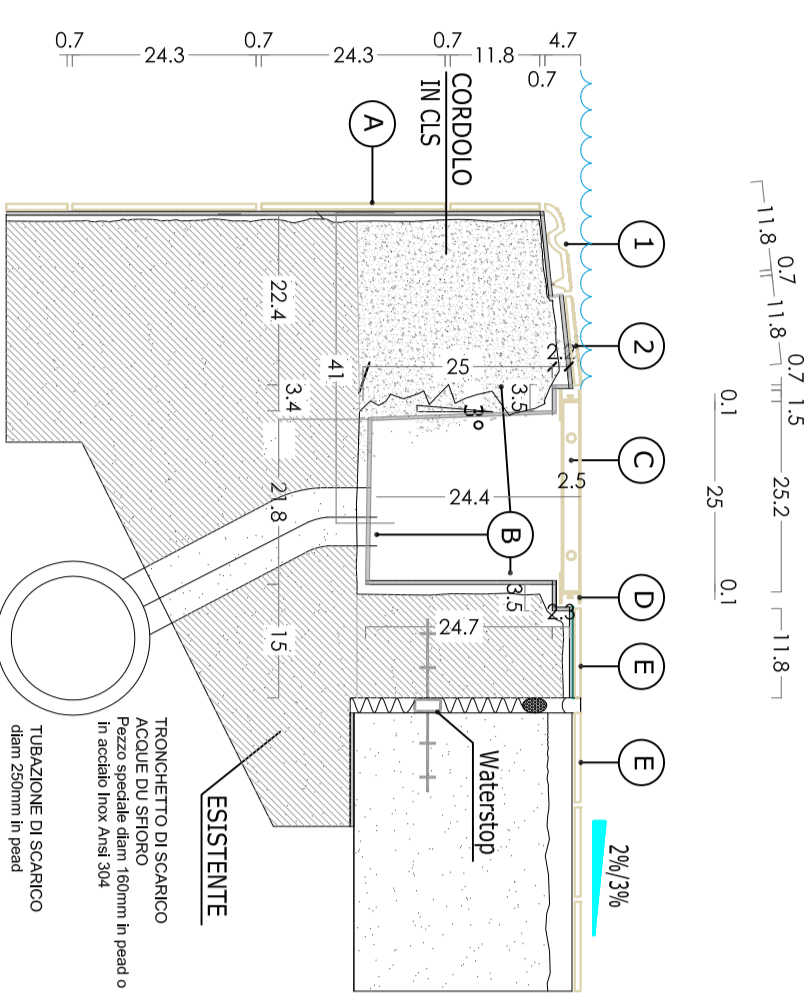 0.7
24.3
0.7
24.3
0.7
11.8
0.7
4.7
11.8
0.7
11.8
0.7
1.5
0.1
25.2
25
0.1
11.8
CORDOLO
IN CLS
A
1
2
C
B
D
E
E
22.4
3.4
41
25
3.5
3°
2.5
24.4
21.8
3.5
24.7
15
Waterstop
2%/3%
ESISTENTE
TRONCHETTO DI SCARICO
ACQUE DU SFIORO
Pezzo speciale diam 160mm in pead o
in acciaio Inox Ansi 304
TUBAZIONE DI SCARICO
diam 250mm in pead